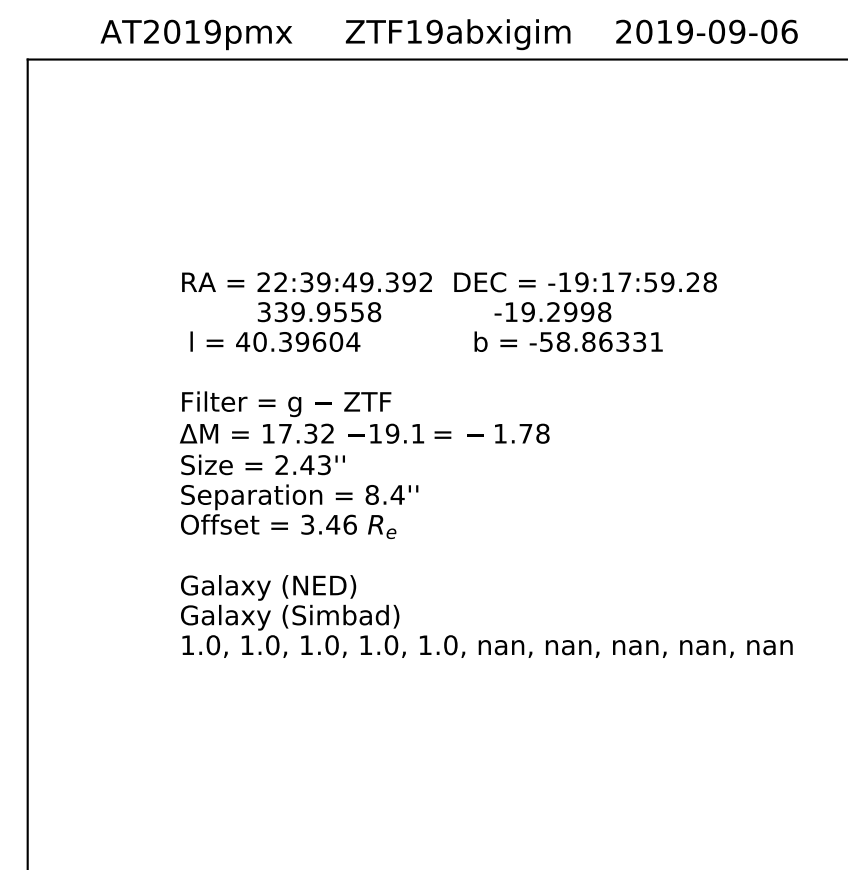 AT2019pmx ZTF19abxigim 2019-09-06
RA = 22:39:49.392 DEC = -19:17:59.28
339.9558 -19.2998
l = 40.39604 b = -58.86331
Filter = g − ZTF
ΔM = 17.32 −19.1 = − 1.78
Size = 2.43''
Separation = 8.4''
Offset = 3.46 Rₑ
Galaxy (NED)
Galaxy (Simbad)
1.0, 1.0, 1.0, 1.0, 1.0, nan, nan, nan, nan, nan